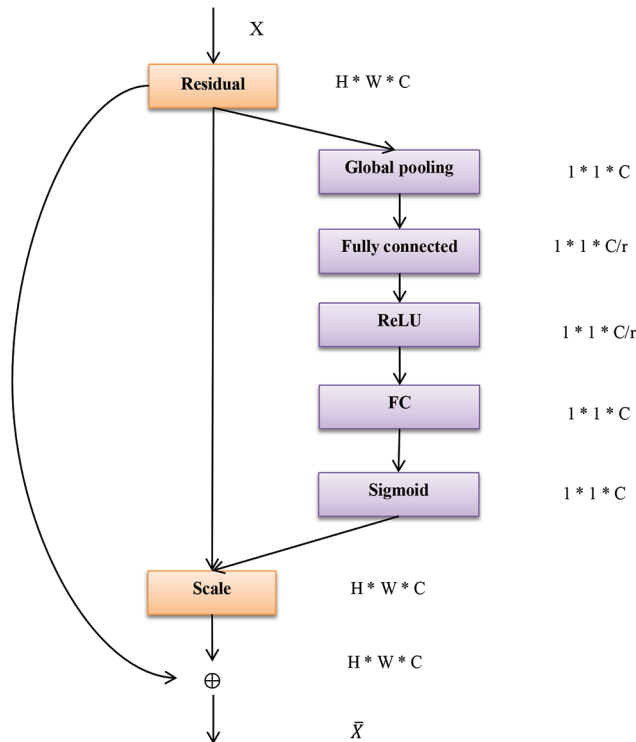 X
Residual
H * W * C
Global pooling
1 * 1 * C
Fully connected
1 * 1 * C/r
ReLU
1 * 1 * C/r
FC
1 * 1 * C
Sigmoid
1 * 1 * C
Scale
H * W * C
H * W * C
⊕
X̄